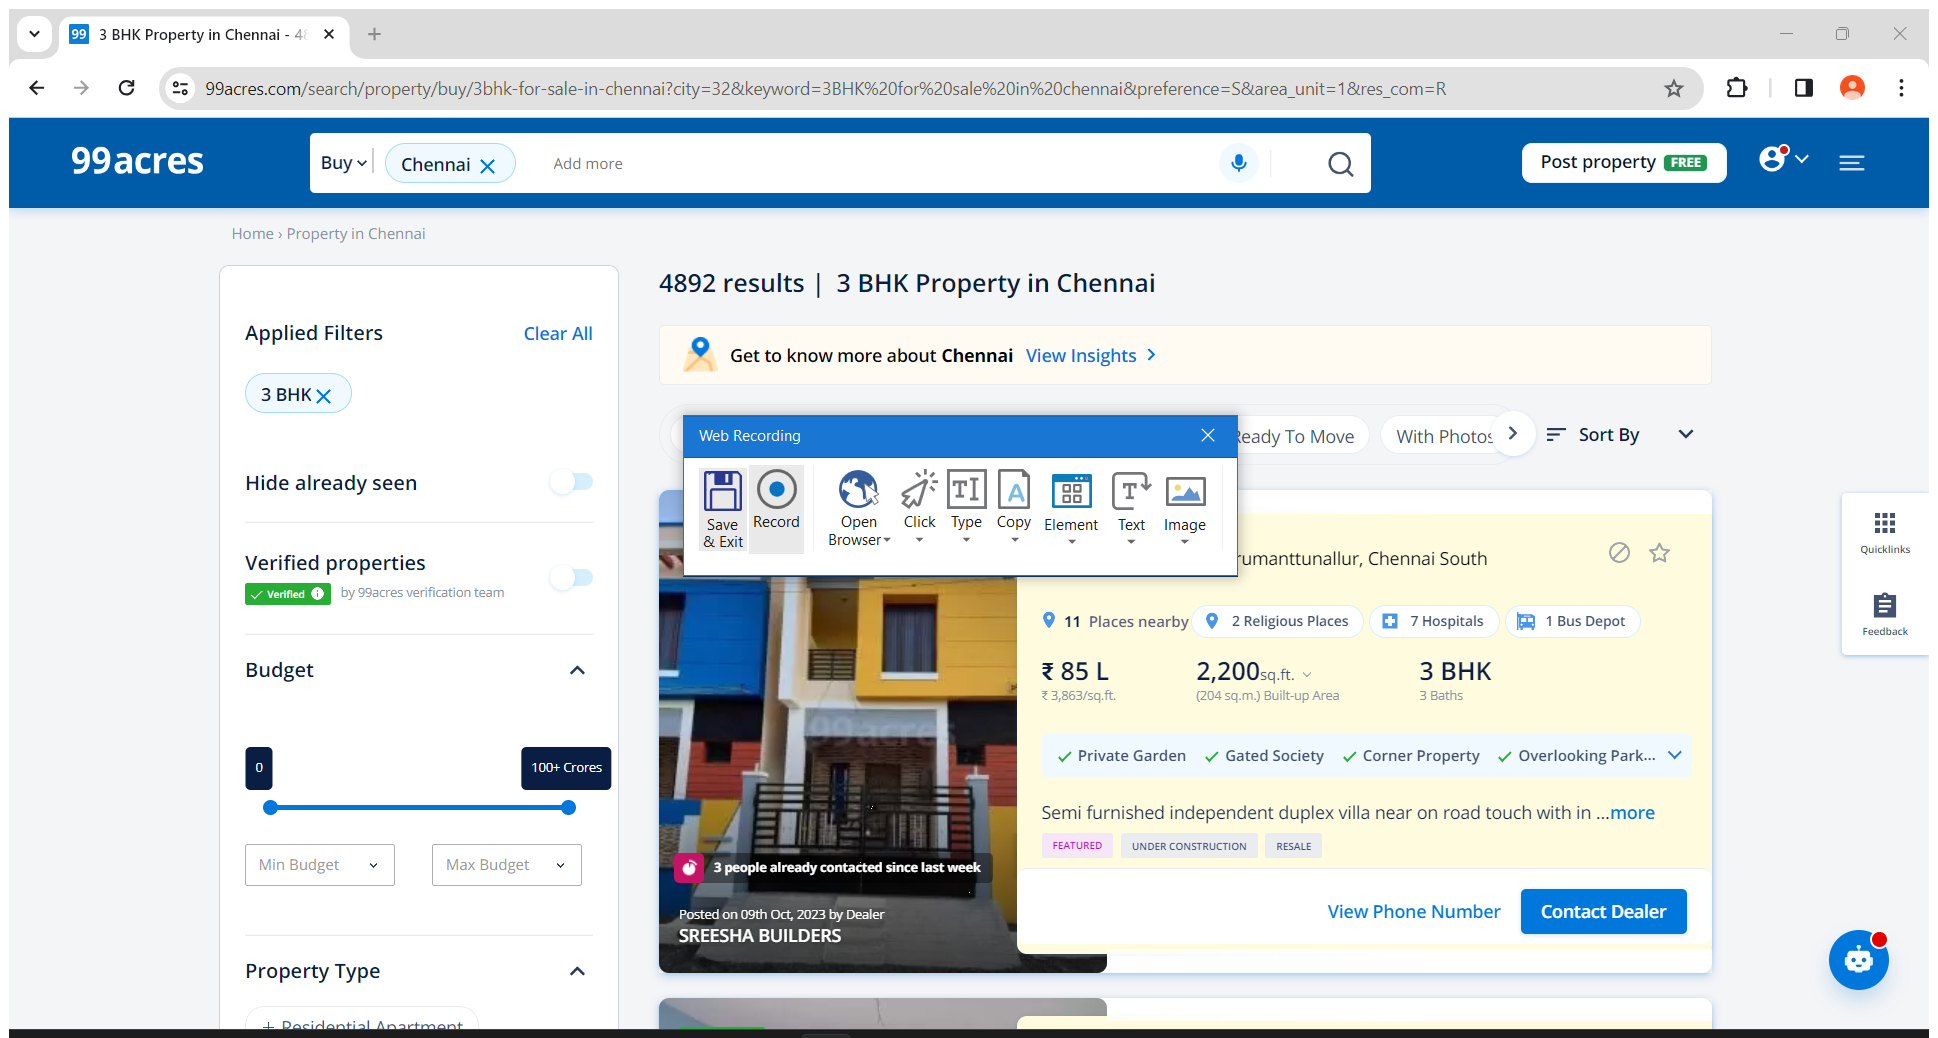 99 3 BHK Property in Chennai - 48
99acres.com/search/property/buy/3bhk-for-sale-in-chennai?city=32&keyword=3BHK%20for%20sale%20in%20chennai&preference=S&area_unit=1&res_com=R
99acres
Buy
Chennai
Add more
Post property FREE
Home › Property in Chennai
Applied Filters
Clear All
3 BHK
Hide already seen
Verified properties
Verified
by 99acres verification team
Budget
0
100+ Crores
Min Budget
Max Budget
Property Type
+ Residential Apartment
4892 results | 3 BHK Property in Chennai
Get to know more about Chennai View Insights
Ready To Move
With Photos
Sort By
Web Recording
Save
& Exit
Record
Open
Browser
Click
Type
Copy
Element
Text
Image
rumanttunallur, Chennai South
11 Places nearby
2 Religious Places
7 Hospitals
1 Bus Depot
₹ 85 L
₹ 3,863/sq.ft.
2,200sq.ft.
(204 sq.m.) Built-up Area
3 BHK
3 Baths
Private Garden
Gated Society
Corner Property
Overlooking Park...
Semi furnished independent duplex villa near on road touch with in ...more
FEATURED
UNDER CONSTRUCTION
RESALE
99acres
3 people already contacted since last week
Posted on 09th Oct, 2023 by Dealer
SREESHA BUILDERS
View Phone Number
Contact Dealer
Quicklinks
Feedback